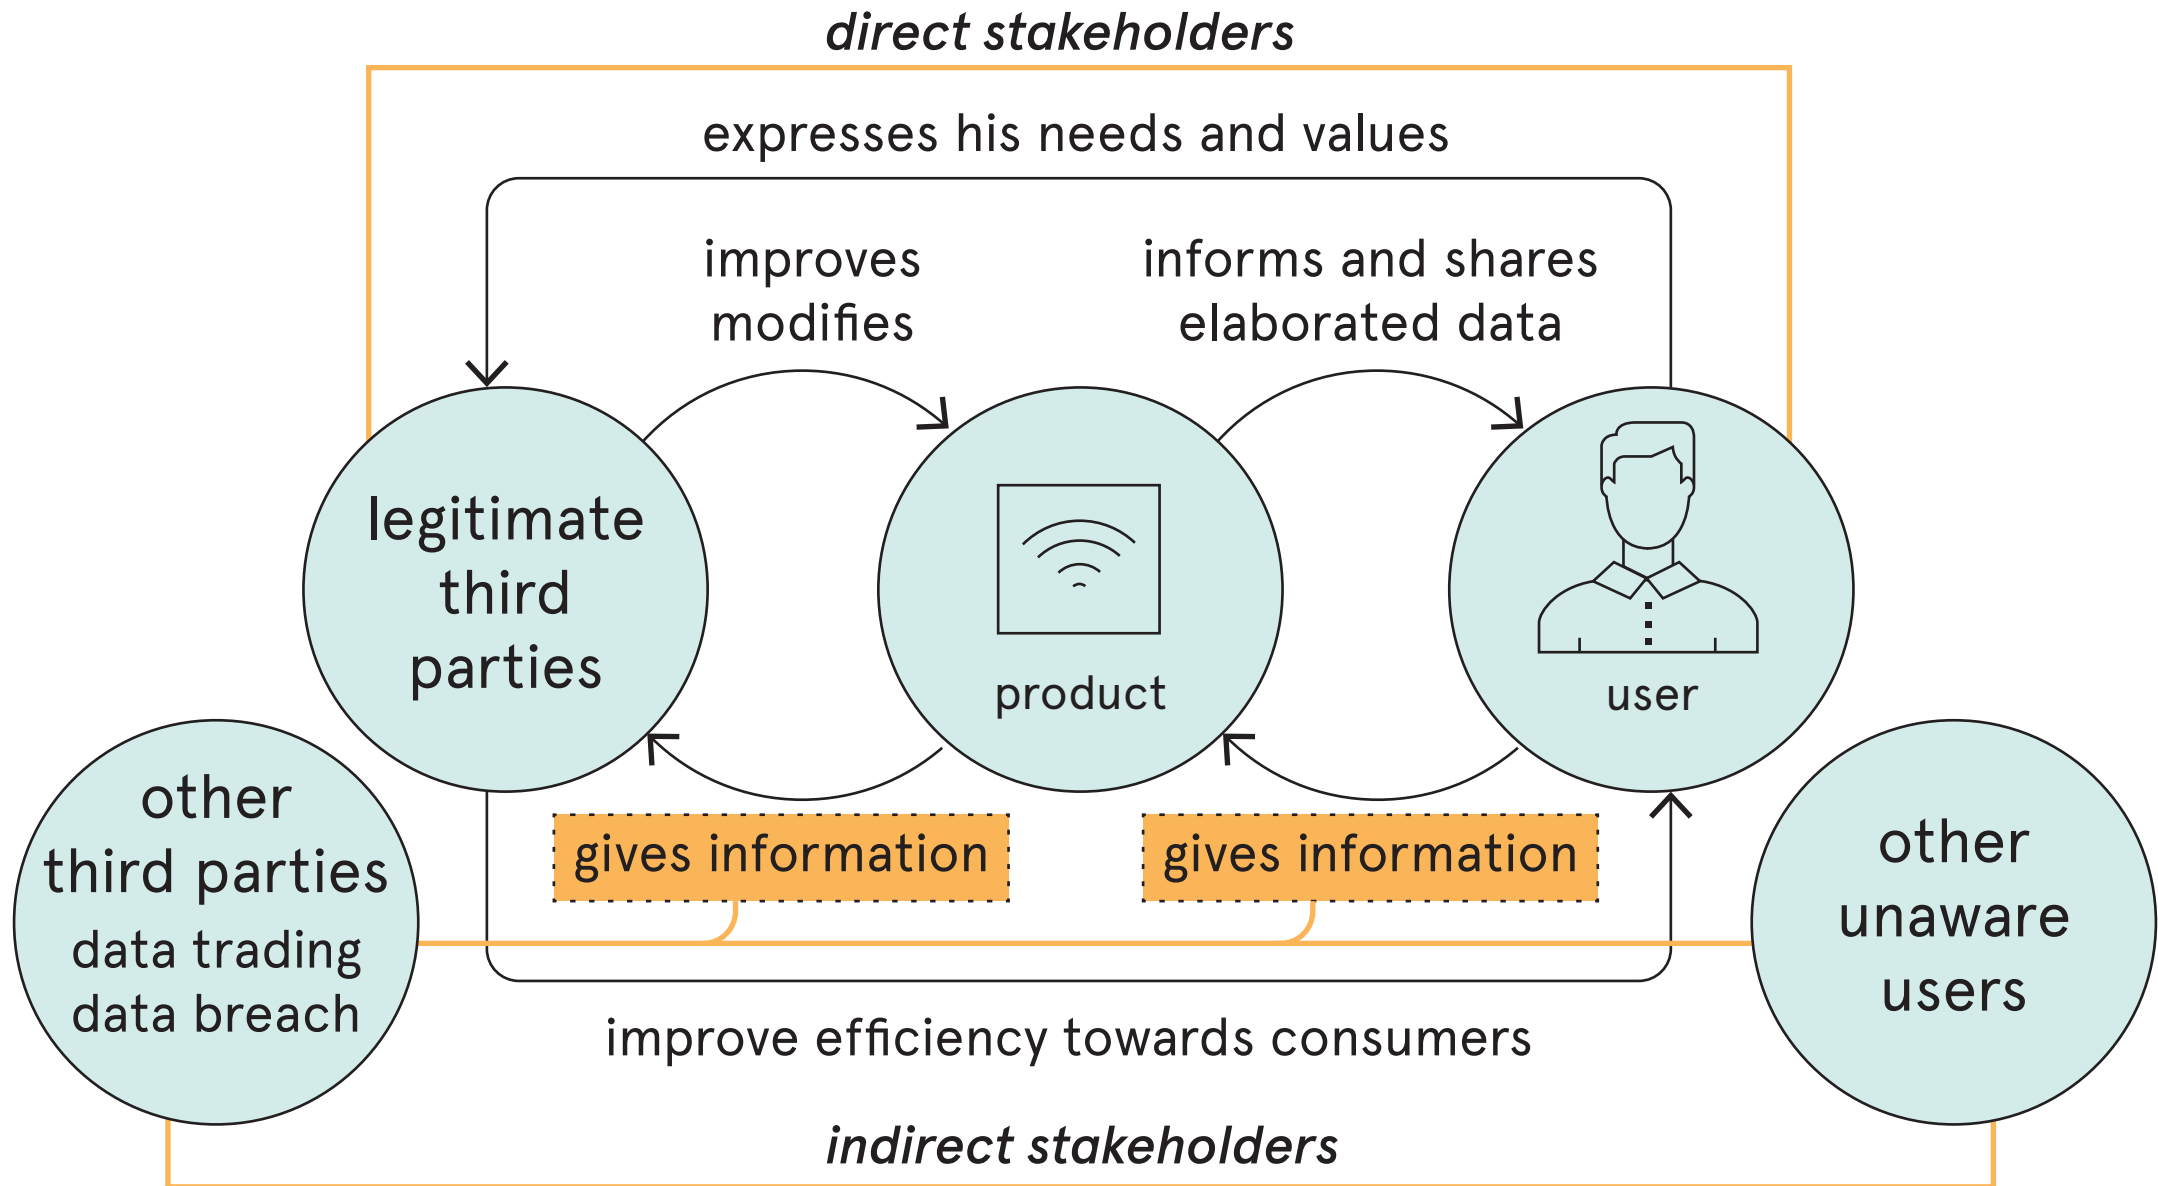 direct stakeholders
expresses his needs and values
improves
modifies
informs and shares
elaborated data
legitimate
third
parties
product
user
other
third parties
data trading
data breach
gives information
gives information
other
unaware
users
improve efficiency towards consumers
indirect stakeholders